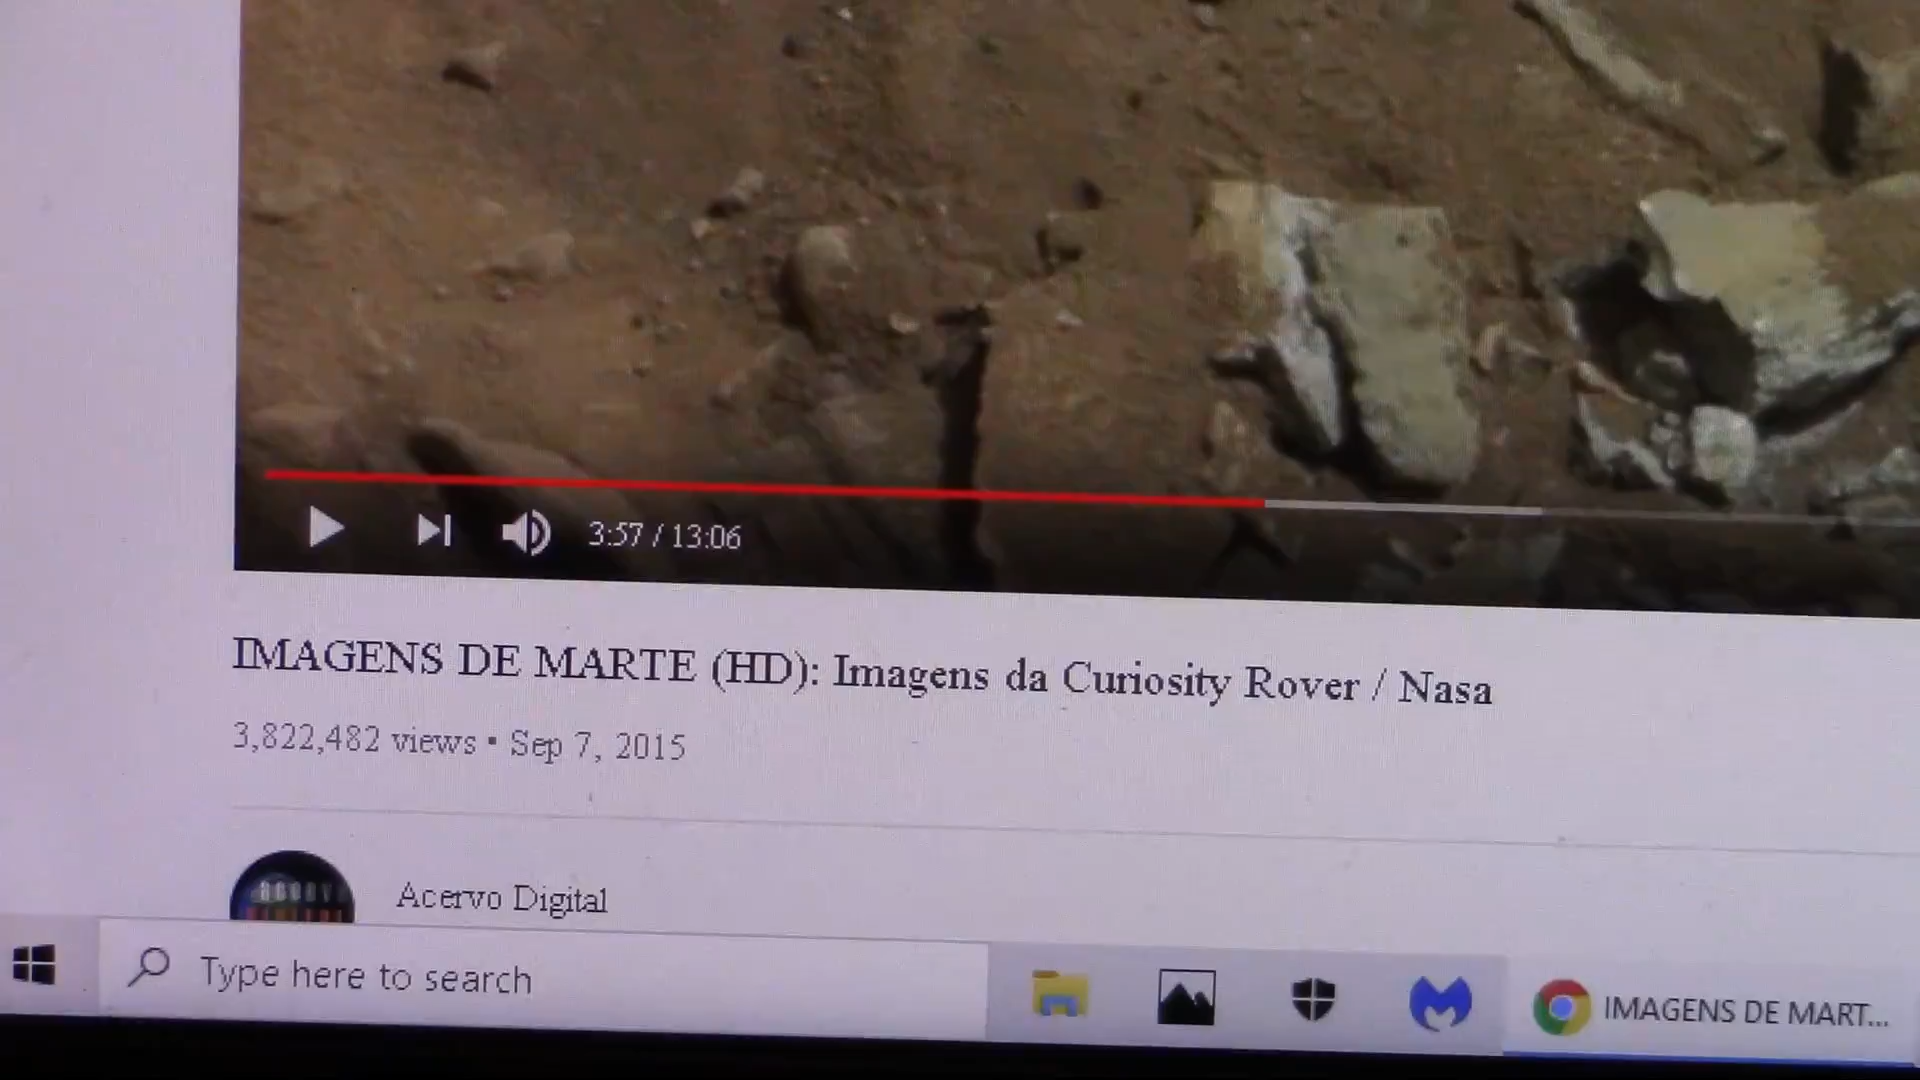 3:57 / 13:06
IMAGENS DE MARTE (HD): Imagens da Curiosity Rover / Nasa
3,822,482 views • Sep 7, 2015
Acervo Digital
Type here to search
IMAGENS DE MART...